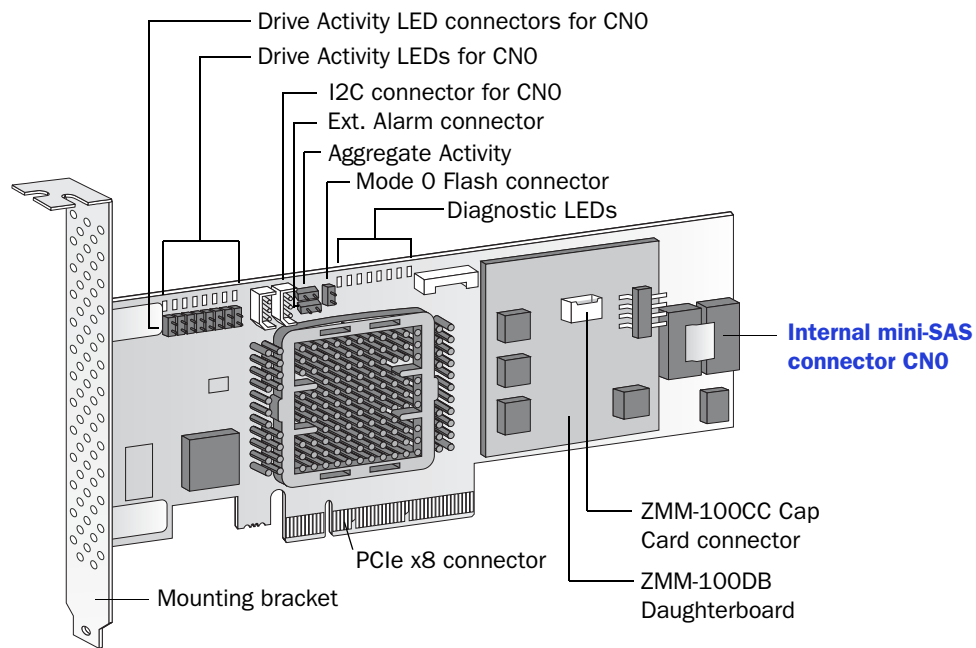 Drive Activity LED connectors for CN0
Drive Activity LEDs for CN0
I2C connector for CN0
Ext. Alarm connector
Aggregate Activity
Mode 0 Flash connector
Diagnostic LEDs
Internal mini-SAS
connector CN0
ZMM-100CC Cap
Card connector
PCIe x8 connector
ZMM-100DB
Daughterboard
Mounting bracket